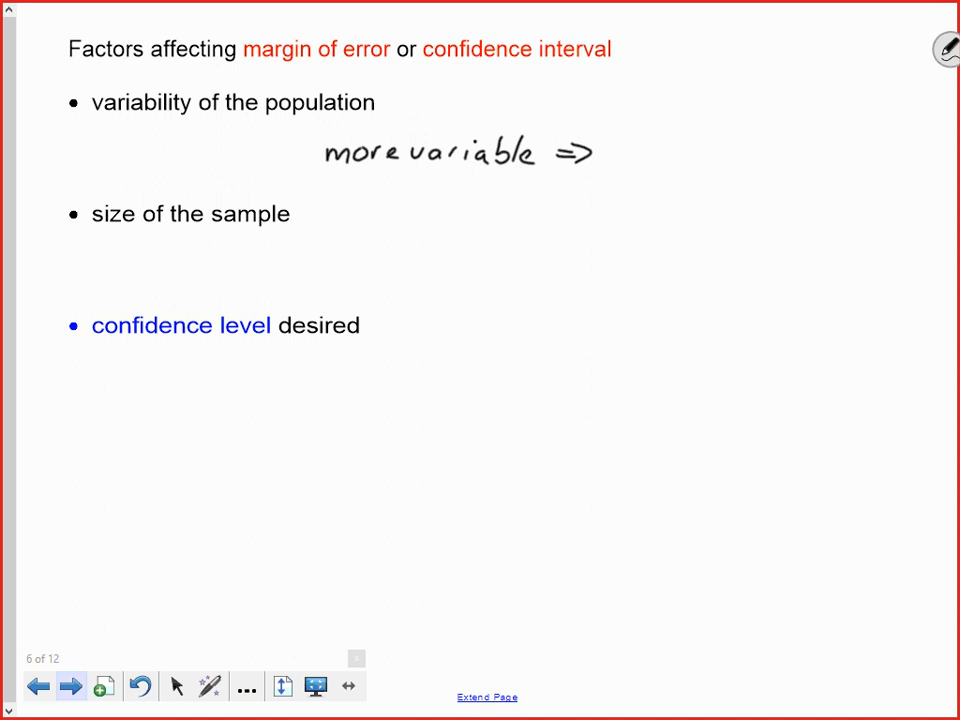 Factors affecting margin of error or confidence interval
• variability of the population
more variable ⇒
• size of the sample
• confidence level desired
6 of 12
Extend Page